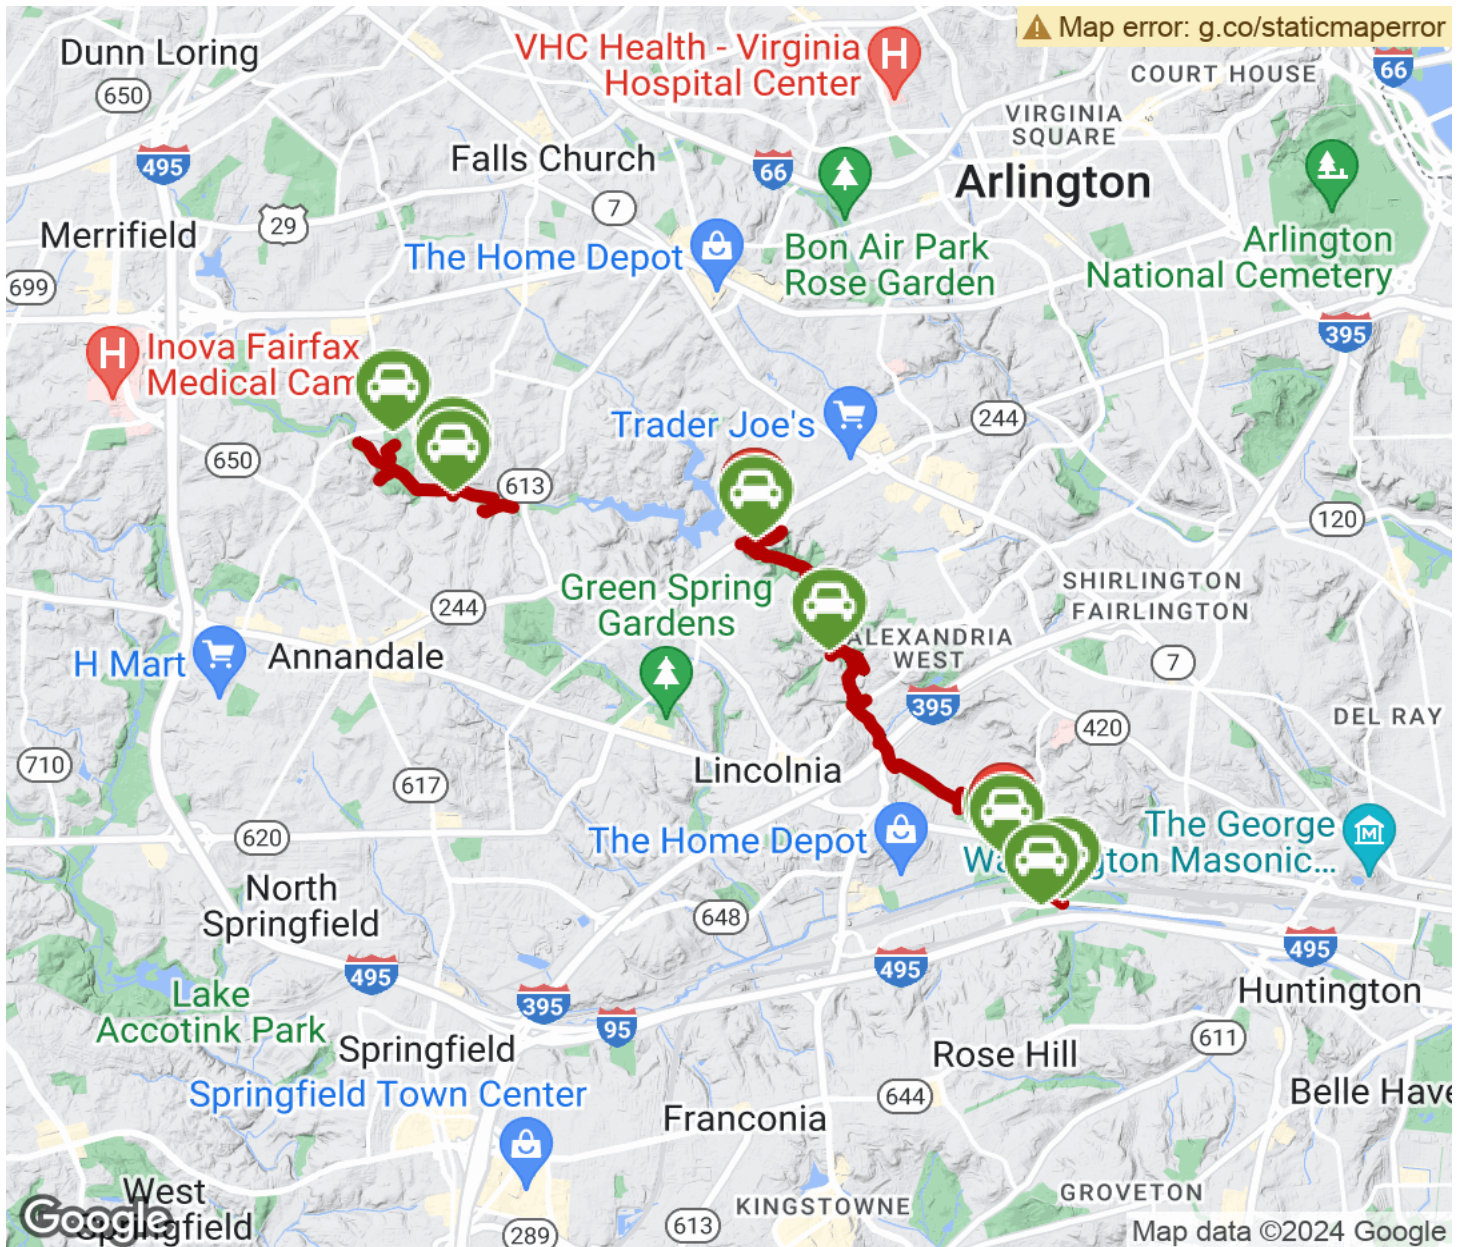 Map error: g.co/staticmaperror
Dunn Loring
VHC Health - Virginia
Hospital Center
COURT HOUSE
66
650
VIRGINIA
SQUARE
495
Falls Church
66
Arlington
7
29
Merrifield
The Home Depot
Bon Air Park
Rose Garden
Arlington
National Cemetery
699
395
Inova Fairfax
Medical Cam
Trader Joe's
244
650
613
120
Green Spring
Gardens
SHIRLINGTON
FAIRLINGTON
244
ALEXANDRIA
WEST
H Mart
Annandale
7
395
DEL RAY
420
710
Lincolnia
617
620
The Home Depot
The George
Wa gton Masonic...
North
Springfield
648
495
495
495
Lake
Accotink Park
395
Huntington
95
611
Springfield
Rose Hill
Springfield Town Center
644
Belle Have
Franconia
West
Springfield
KINGSTOWNE
GROVETON
Google
289
613
Map data ©2024 Google